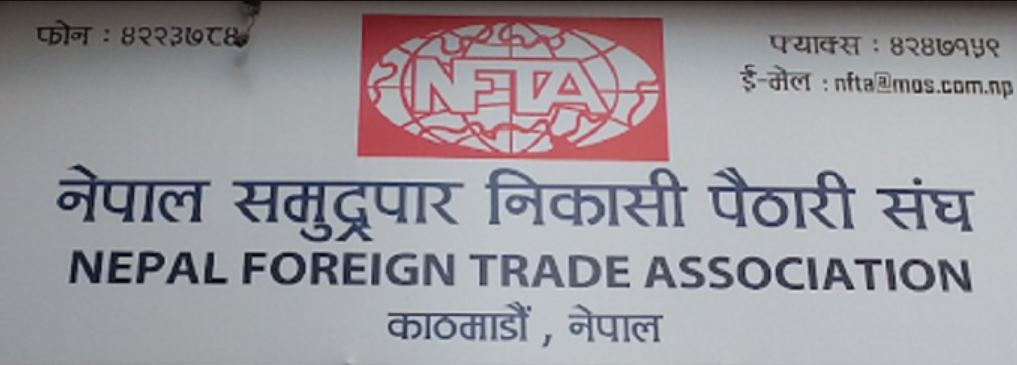 फोन : ४२२३७८४
NFTA
फ्याक्स : ४२४७१५९
ई-मेल : nfta@mos.com.np
नेपाल समुद्रपार निकासी पैठारी संघ
NEPAL FOREIGN TRADE ASSOCIATION
काठमाडौं , नेपाल